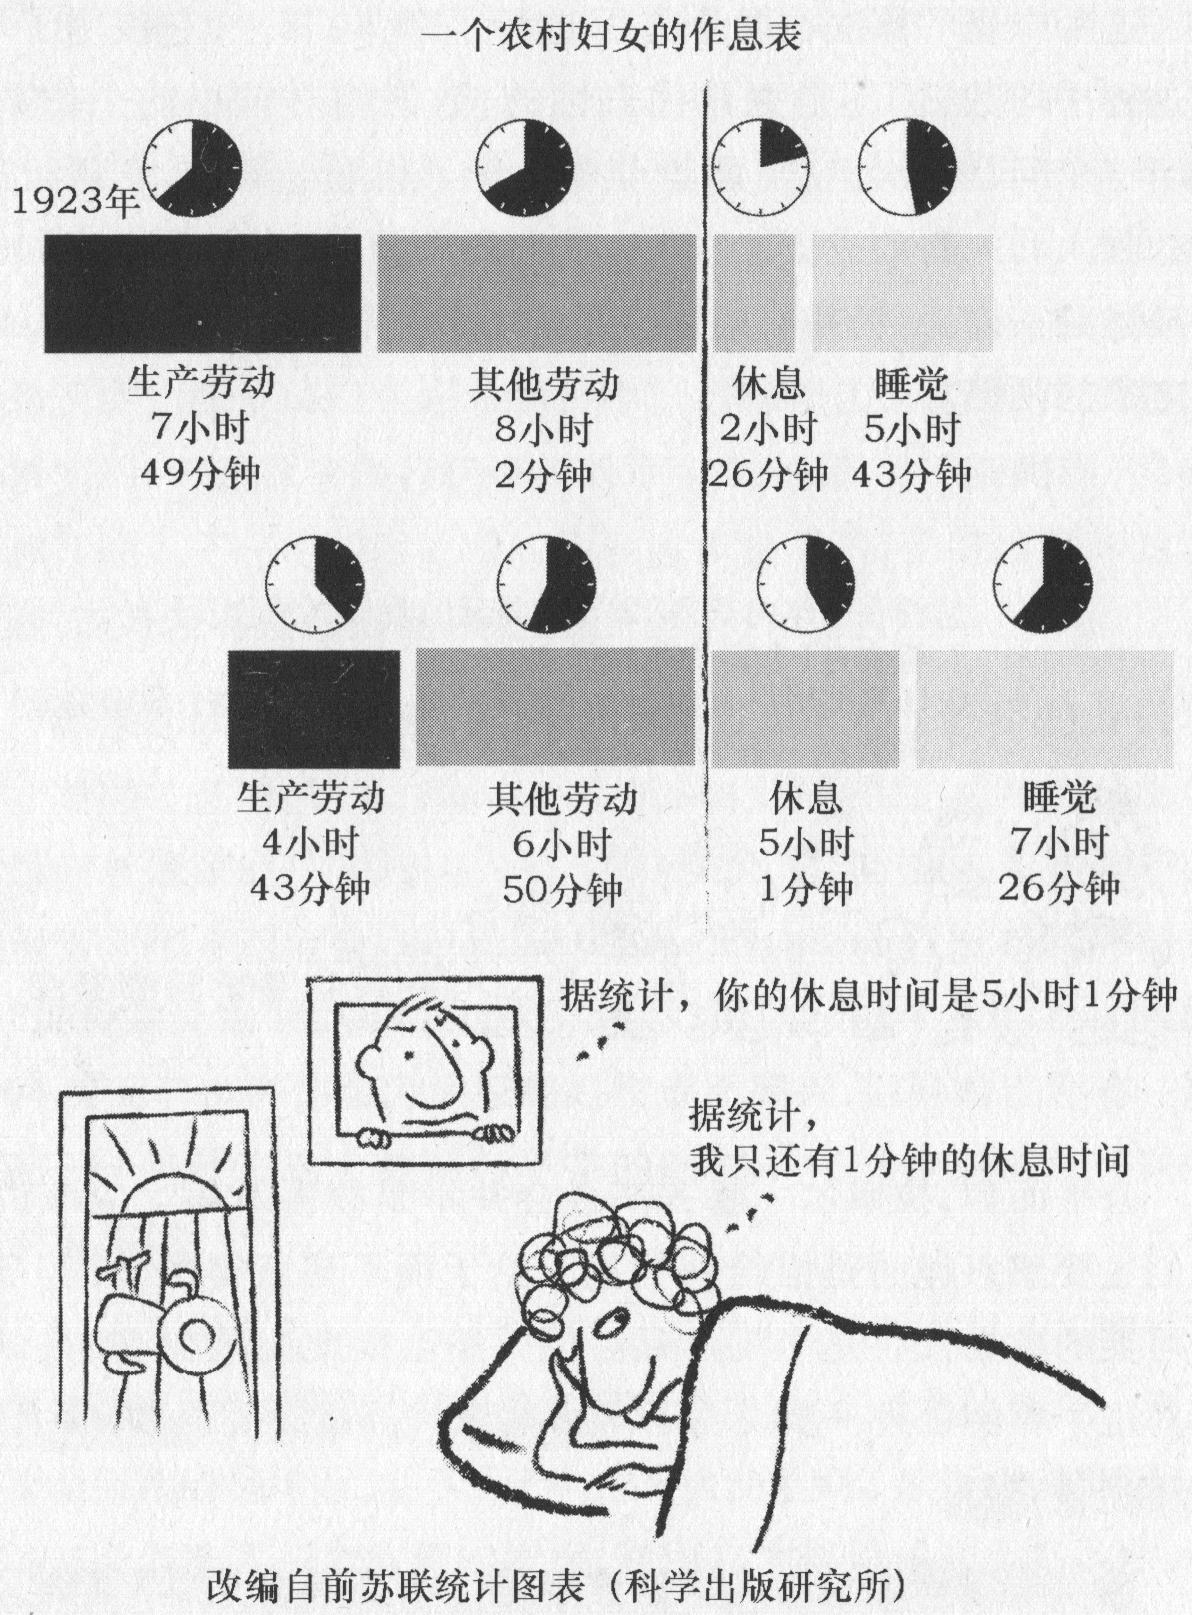 一个农村妇女的作息表
1923年
生产劳动
7小时
49分钟
其他劳动
8小时
2分钟
休息
2小时
26分钟
睡觉
5小时
43分钟
生产劳动
4小时
43分钟
其他劳动
6小时
50分钟
休息
5小时
1分钟
睡觉
7小时
26分钟
据统计，你的休息时间是5小时1分钟
据统计，
我只还有1分钟的休息时间
改编自前苏联统计图表（科学出版研究所）